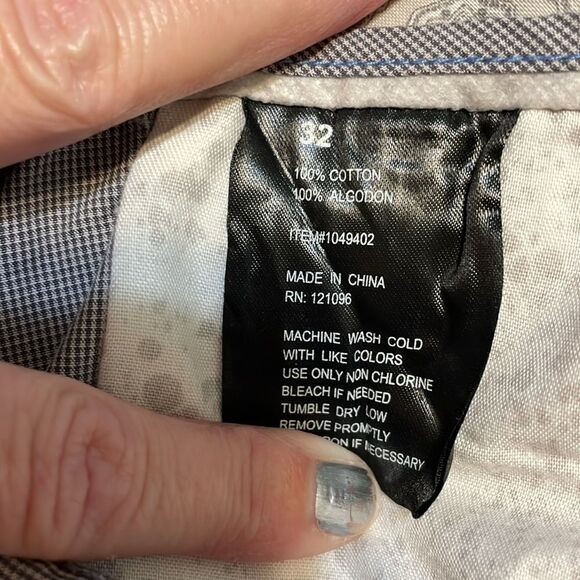 32
100% COTTON
100% ALGODON
ITEM#1049402
MADE IN CHINA
RN: 121096
MACHINE WASH COLD
WITH LIKE COLORS
USE ONLY NON CHLORINE
BLEACH IF NEEDED
TUMBLE DRY LOW
REMOVE PROMPTLY
IF NECESSARY